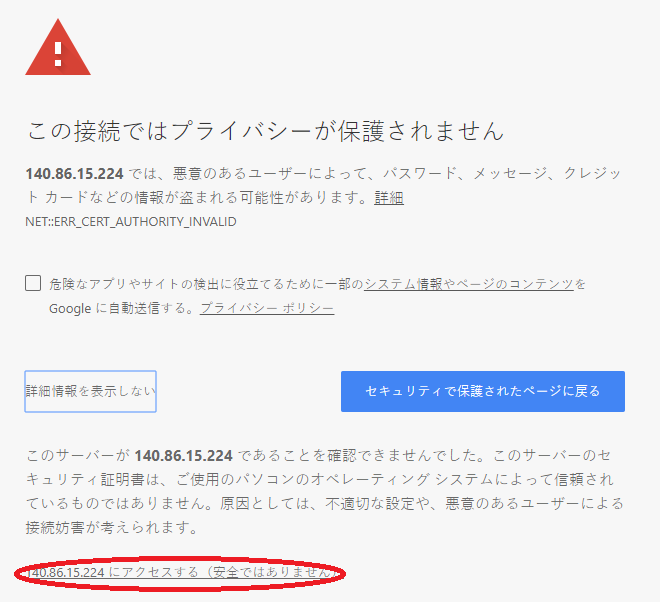 この接続ではプライバシーが保護されません
140.86.15.224 では、悪意のあるユーザーによって、パスワード、メッセージ、クレジッ
ト カードなどの情報が盗まれる可能性があります。詳細
NET::ERR_CERT_AUTHORITY_INVALID
危険なアプリやサイトの検出に役立てるために一部のシステム情報やページのコンテンツを
Google に自動送信する。プライバシー ポリシー
詳細情報を表示しない
セキュリティで保護されたページに戻る
このサーバーが 140.86.15.224 であることを確認できませんでした。このサーバーのセ
キュリティ証明書は、ご使用のパソコンのオペレーティング システムによって信頼され
ているものではありません。原因としては、不適切な設定や、悪意のあるユーザーによる
接続妨害が考えられます。
140.86.15.224 にアクセスする（安全ではありません）